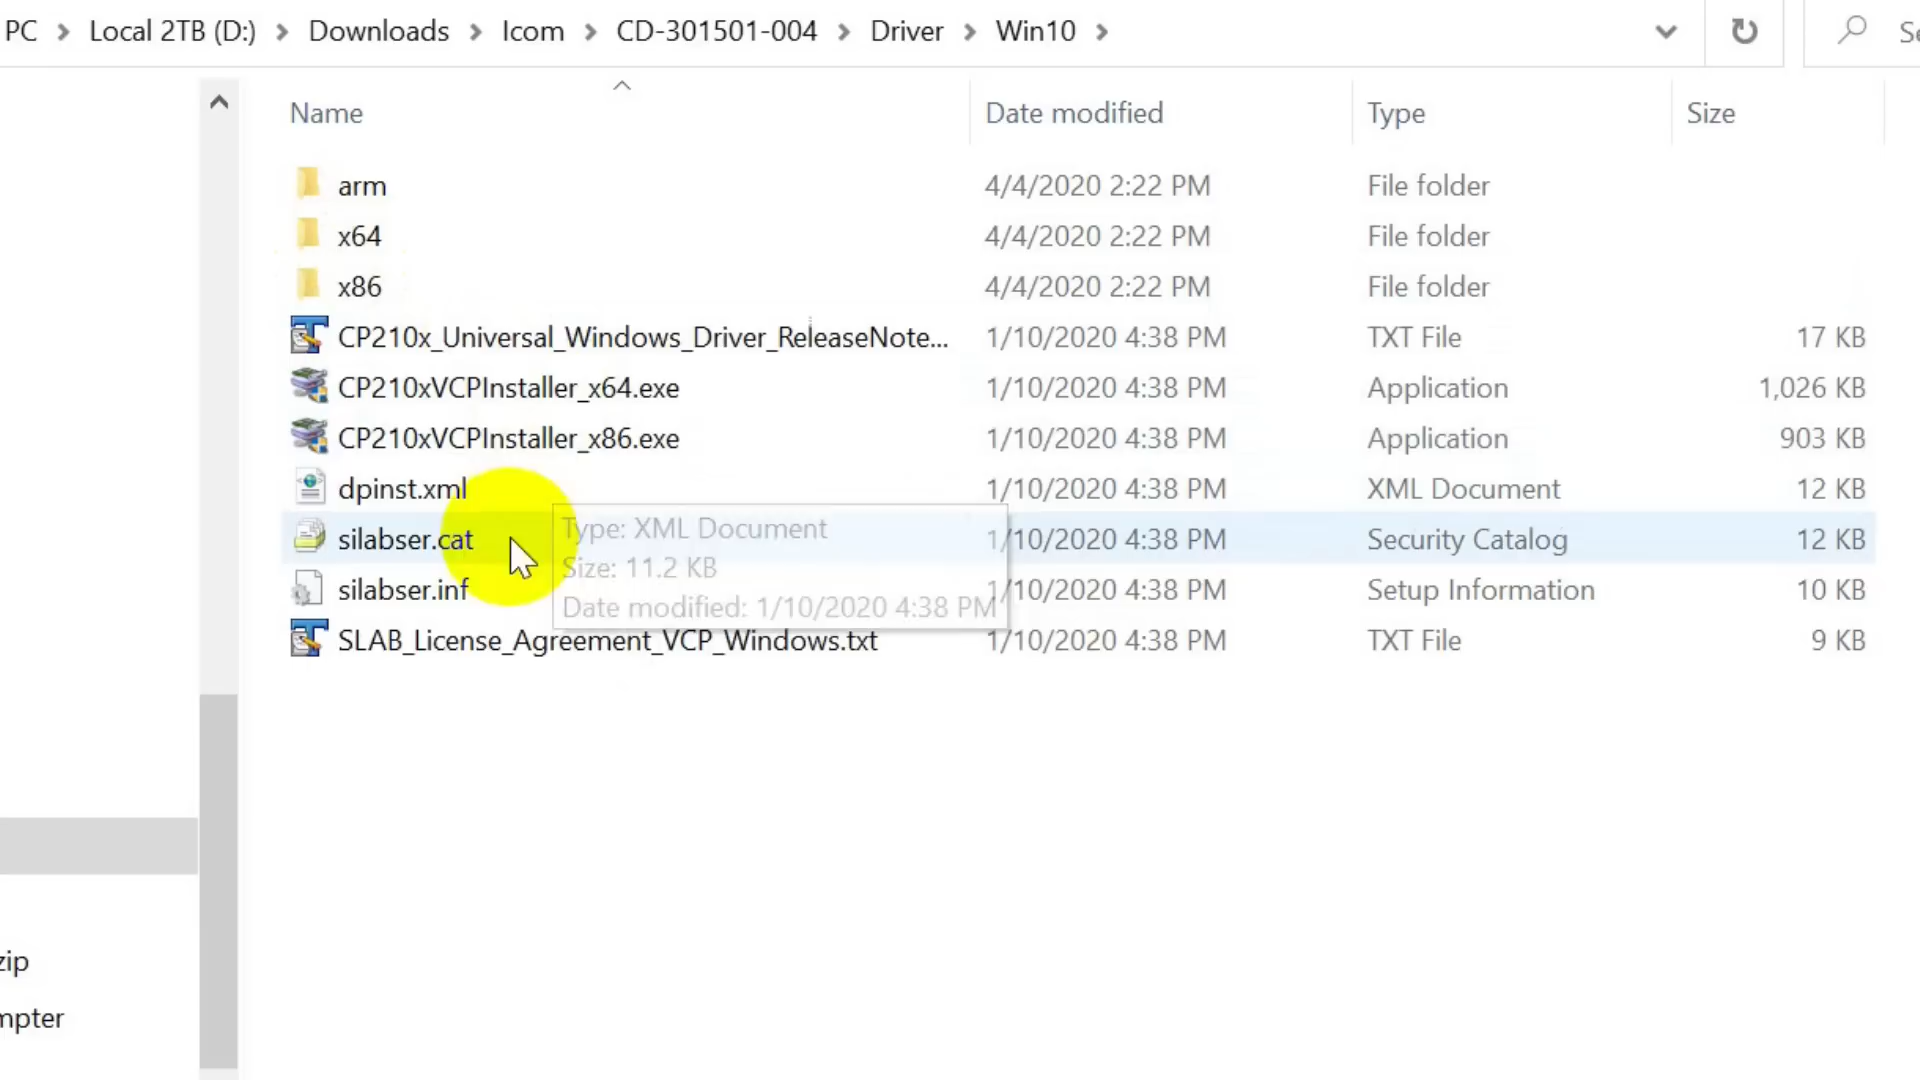 PC > Local 2TB (D:) > Downloads > Icom > CD-301501-004 > Driver > Win10 >
Name Date modified Type Size
arm 4/4/2020 2:22 PM File folder
x64 4/4/2020 2:22 PM File folder
x86 4/4/2020 2:22 PM File folder
CP210x_Universal_Windows_Driver_ReleaseNote... 1/10/2020 4:38 PM TXT File 17 KB
CP210xVCPInstaller_x64.exe 1/10/2020 4:38 PM Application 1,026 KB
CP210xVCPInstaller_x86.exe 1/10/2020 4:38 PM Application 903 KB
dpinst.xml 1/10/2020 4:38 PM XML Document 12 KB
silabser.cat 1/10/2020 4:38 PM Security Catalog 12 KB
silabser.inf 1/10/2020 4:38 PM Setup Information 10 KB
SLAB_License_Agreement_VCP_Windows.txt 1/10/2020 4:38 PM TXT File 9 KB
Type: XML Document
Size: 11.2 KB
Date modified: 1/10/2020 4:38 PM
zip
mpter